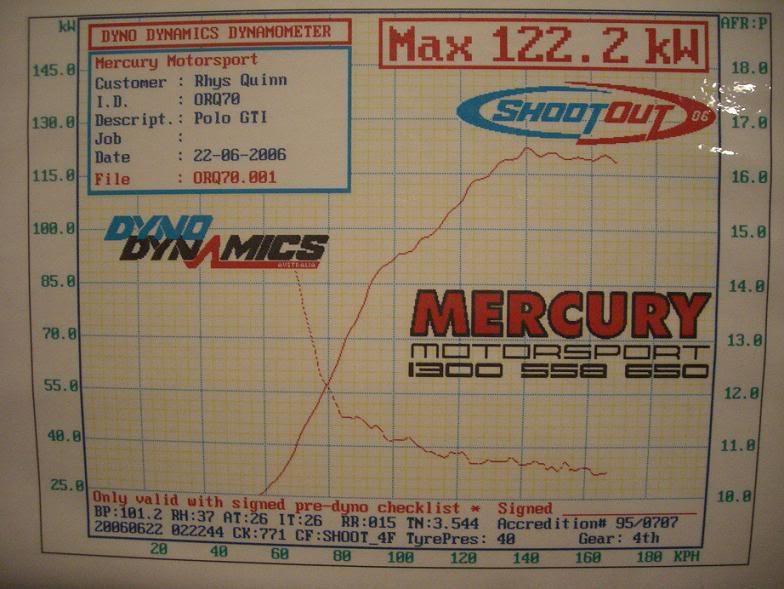 kW
DYNO DYNAMICS DYNAMOMETER
Max 122.2 kW
AFR:P
Mercury Motorsport
Customer : Rhys Quinn
I.D. : ORQ70
Descript.: Polo GTI
Job :
Date : 22-06-2006
File : ORQ70.001
SHOOTOUT 06
DYNO
DYNAMICS
AUSTRALIA
MERCURY
MOTORSPORT
1300 558 650
145.0
130.0
115.0
100.0
85.0
70.0
55.0
40.0
25.0
18.0
17.0
16.0
15.0
14.0
13.0
12.0
11.0
10.0
Only valid with signed pre-dyno checklist * Signed
BP:101.2 RH:37 AT:26 IT:26 RR:015 TN:3.544 Accreditation# 95/0707
20060622 022244 CK:771 CF:SHOOT_4F TyrePres: 40 Gear: 4th
20 40 60 80 100 120 140 160 180 KPH